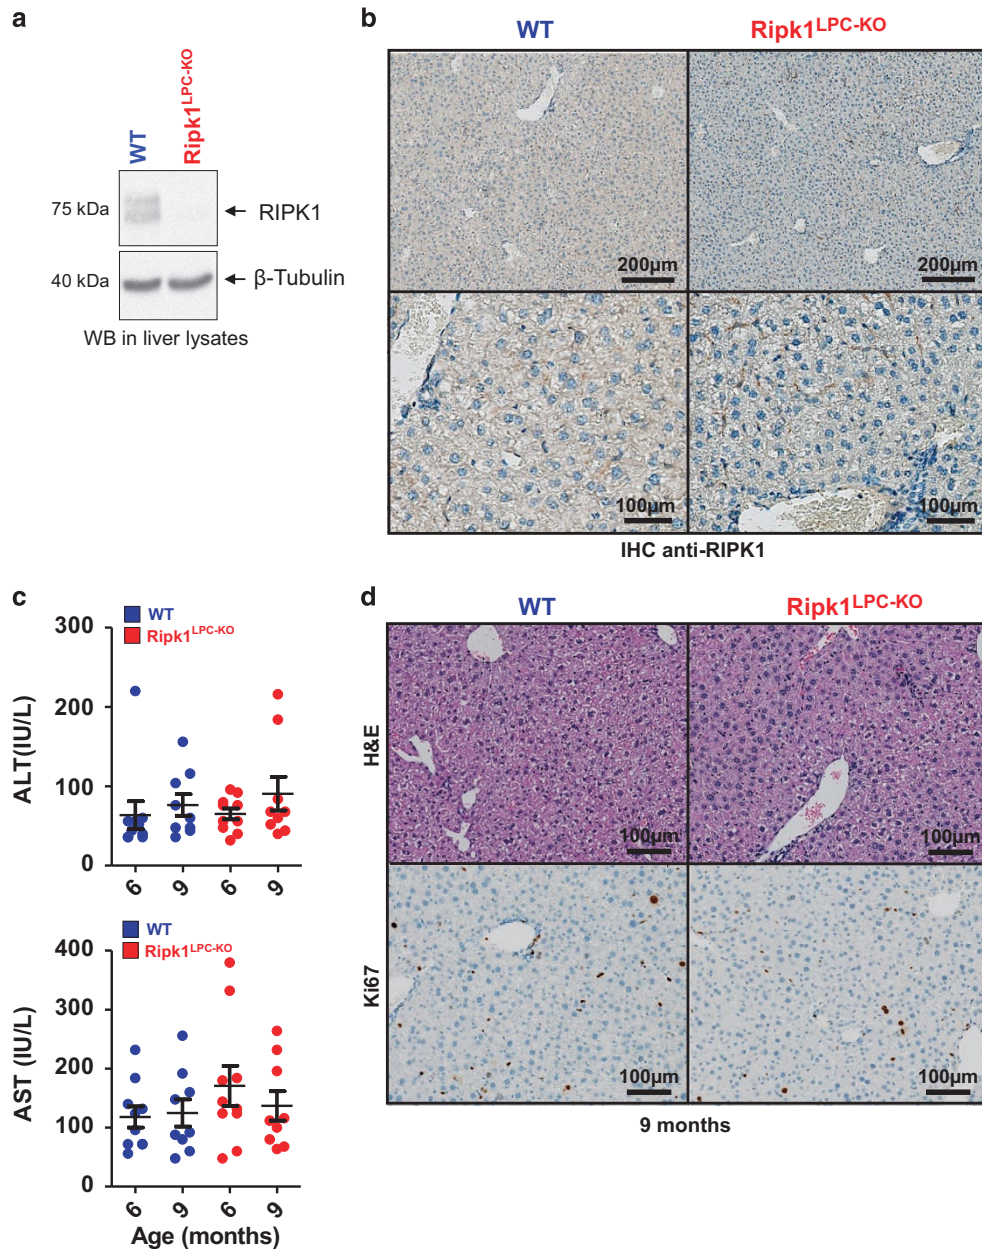 a
WT
Ripk1LPC-KO
75 kDa
RIPK1
40 kDa
β-Tubulin
WB in liver lysates
b
WT
Ripk1LPC-KO
200µm
200µm
100µm
100µm
IHC anti-RIPK1
c
WT
Ripk1LPC-KO
300
200
100
0
ALT(IU/L)
6
9
6
9
WT
Ripk1LPC-KO
400
300
200
100
0
AST (IU/L)
6
9
6
9
Age (months)
d
WT
Ripk1LPC-KO
H&E
100µm
100µm
Ki67
100µm
100µm
9 months